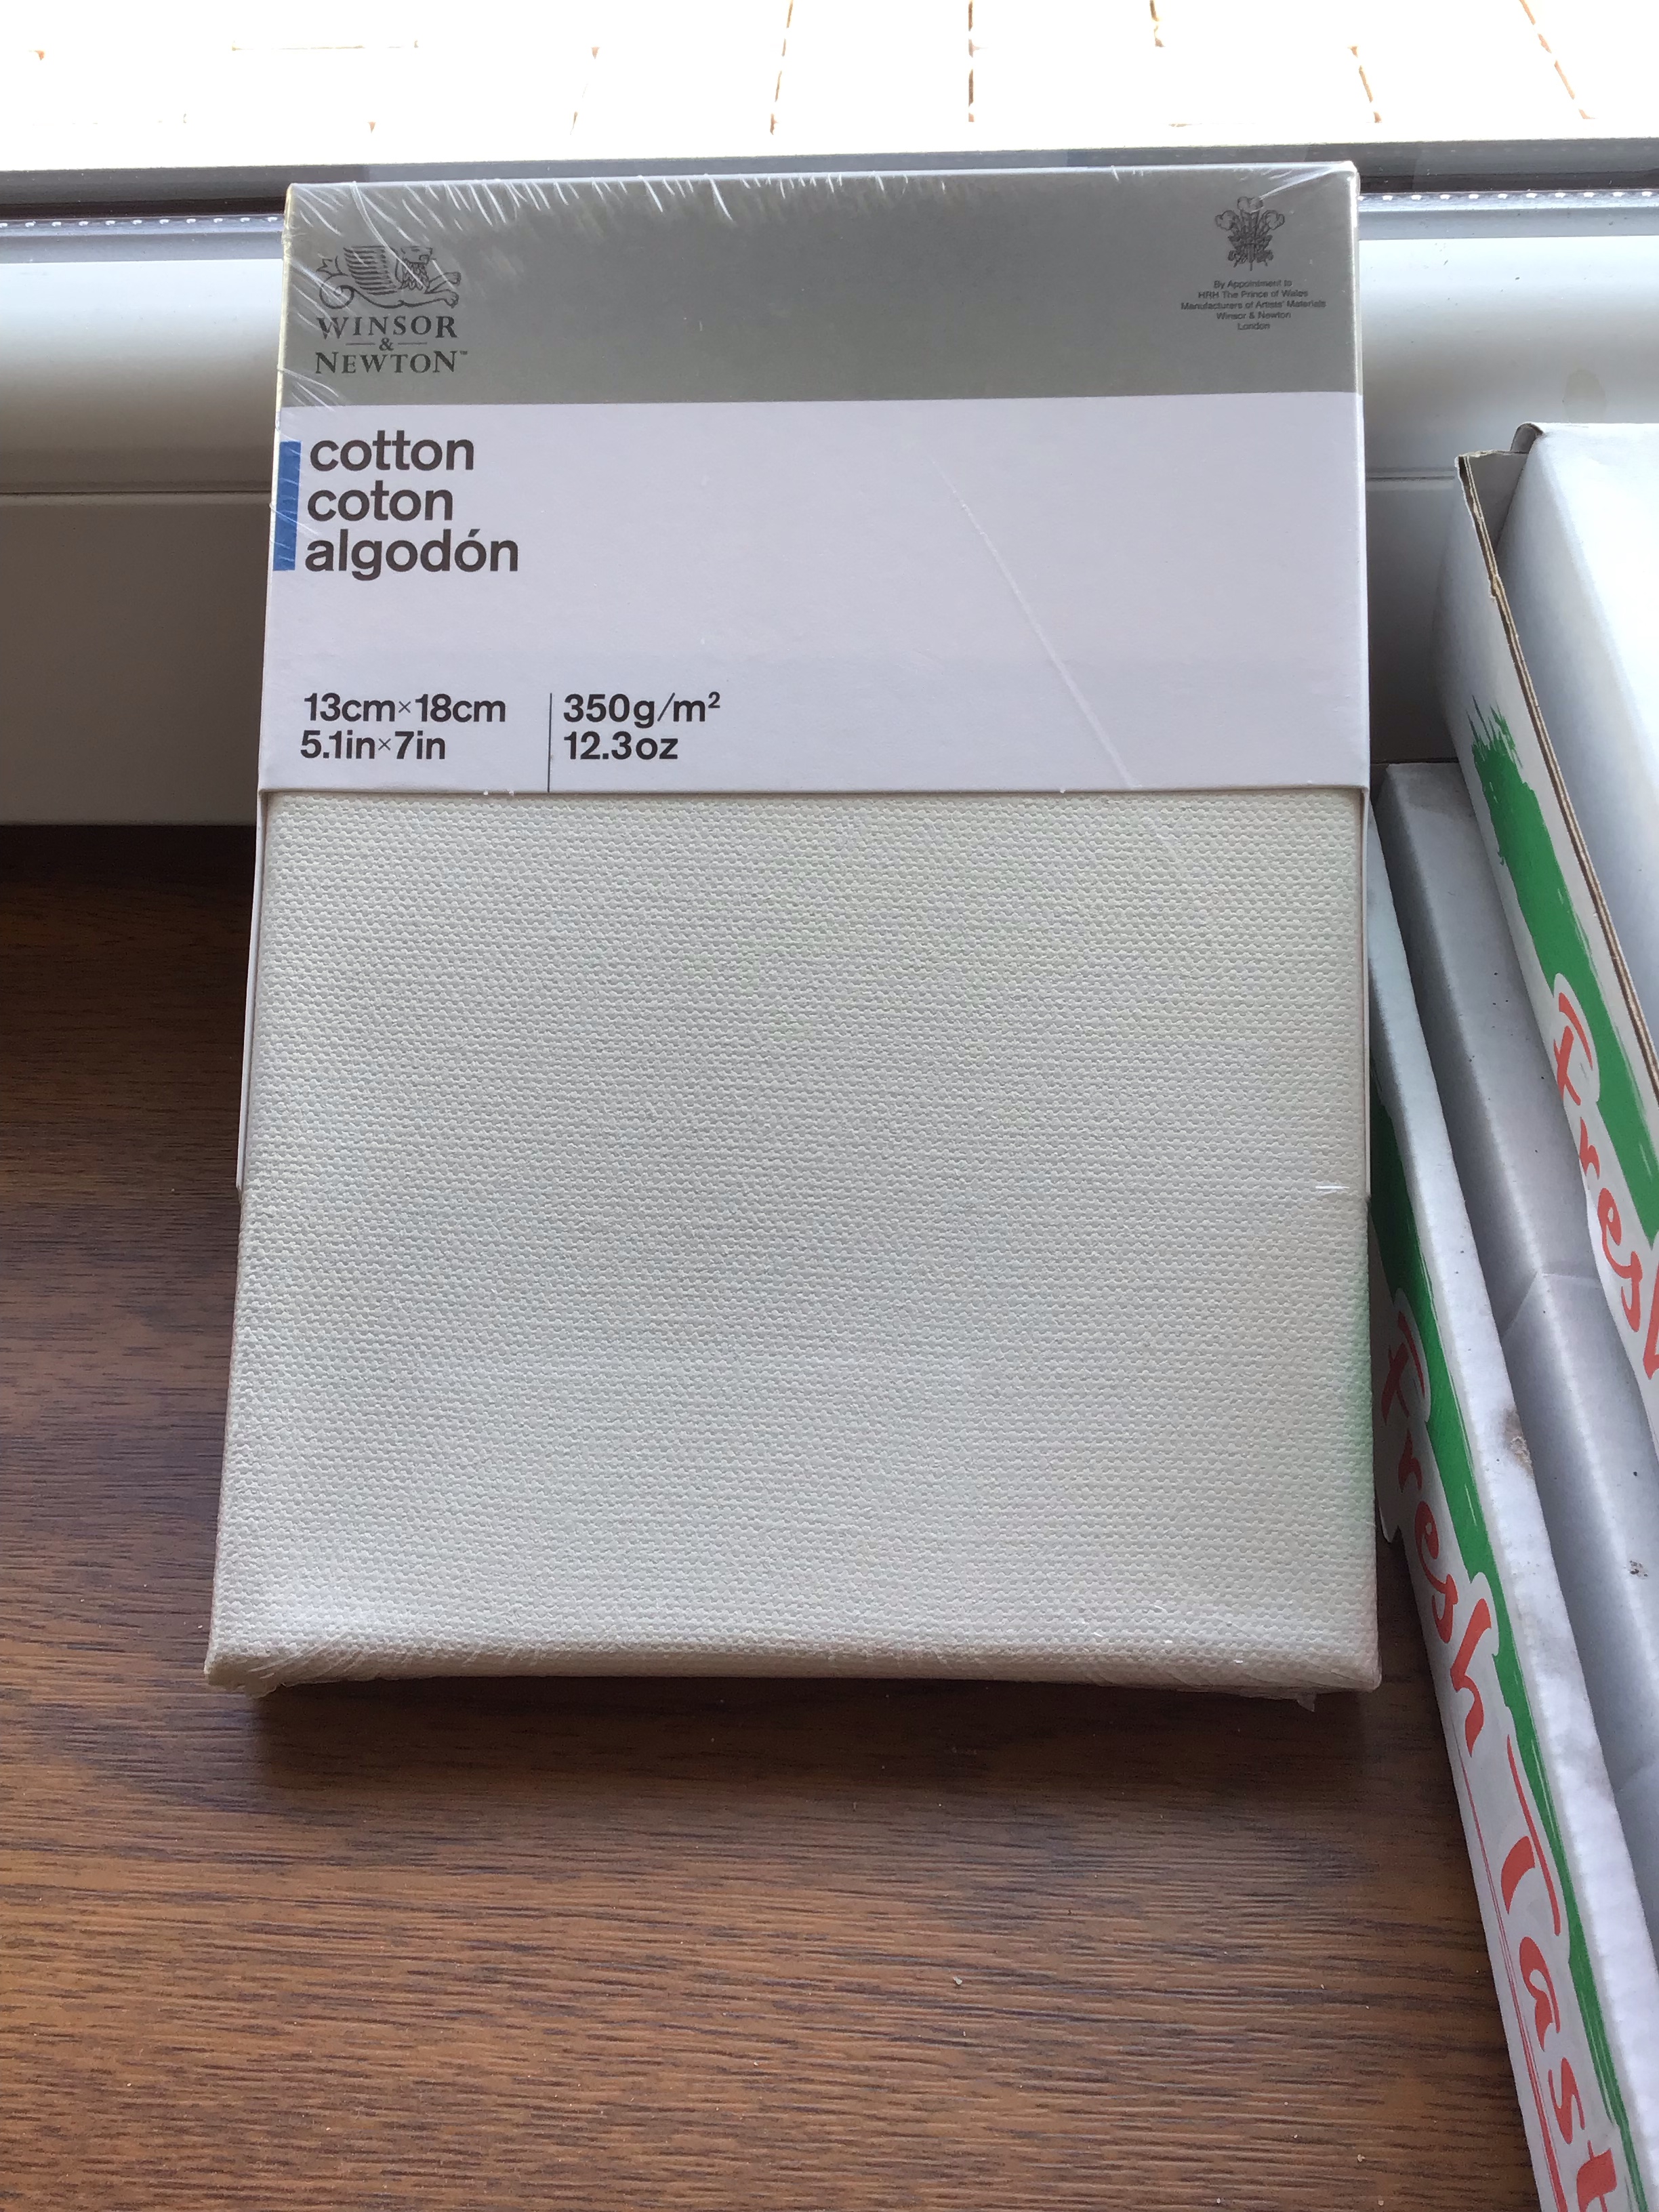 WINSOR
&
NEWTON™
By Appointment to
HRH The Prince of Wales
Manufacturers of Artists' Materials
Winsor & Newton
London
cotton
coton
algodón
13cm×18cm
5.1in×7in
350g/m²
12.3oz
Fresh
Fresh Tast